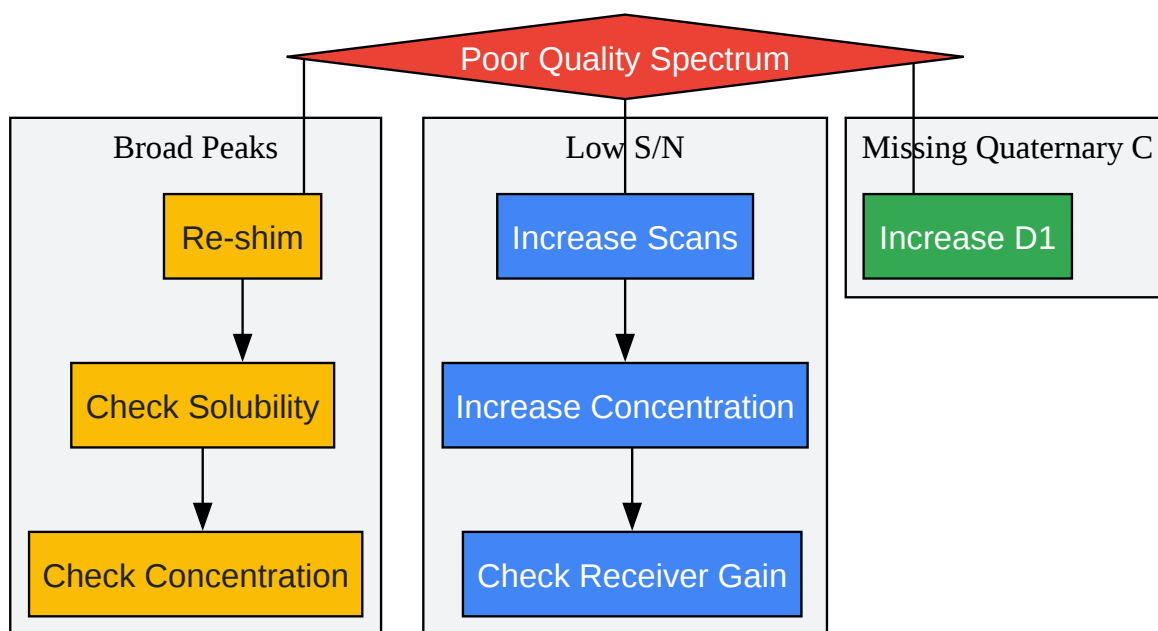 Poor Quality Spectrum
Broad Peaks
Re-shim
Check Solubility
Check Concentration
Low S/N
Increase Scans
Increase Concentration
Check Receiver Gain
Missing Quaternary C
Increase D1